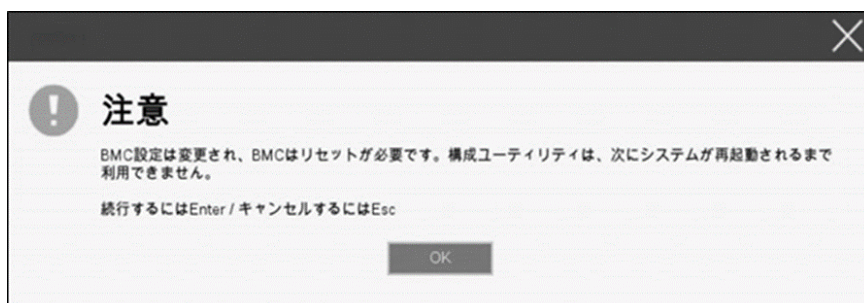 注意
BMC設定は変更され、BMCはリセットが必要です。構成ユーティリティは、次にシステムが再起動されるまで
利用できません。
続行するにはEnter / キャンセルするにはEsc
OK